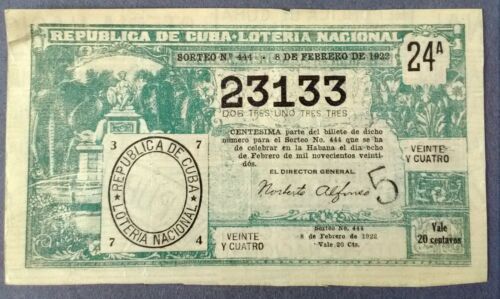 REPUBLICA DE CUBA-LOTERIA NACIONAL
SORTEO Nº 444 - 8 DE FEBRERO DE 1922
24ᴬ
23133
DOS TRES UNO TRES TRES
CENTESIMA parte del billete de dicho
número para el Sorteo No. 444 que se ha
de celebrar en la Habana el día ocho
de Febrero de mil novecientos veinti-
dós.
EL DIRECTOR GENERAL
Norberto Alfonso
5
VEINTE
Y CUATRO
3 7
REPUBLICA DE CUBA
LOTERIA NACIONAL
7 4
VEINTE
Y CUATRO
Sorteo No. 444
8 de Febrero de 1922
Vale 20 Cts.
Vale
20 centavos